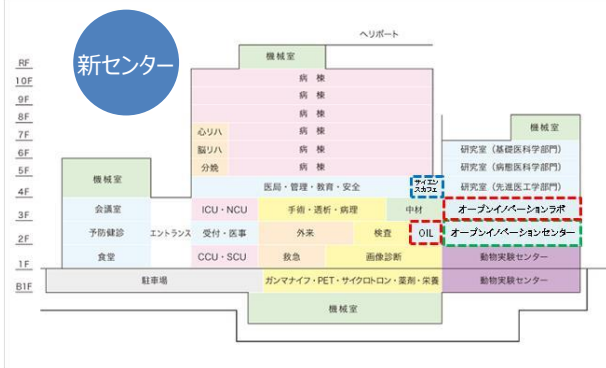 新センター
ヘリポート
RF 機械室
10F 病棟
9F 病棟
8F 病棟
7F 心リハ 病棟 機械室
6F 脳リハ 病棟 研究室（基礎医科学部門）
5F 機械室 分娩 病棟 研究室（病態医科学部門）
4F 医局・管理・教育・安全 サイエンスカフェ 研究室（先進医工学部門）
3F 会議室 ICU・NCU 手術・透析・病理 中材 オープンイノベーションラボ
2F 予防健診 エントランス 受付・医事 外来 検査 OIL オープンイノベーションセンター
1F 食堂 CCU・SCU 救急 画像診断 動物実験センター
B1F 駐車場 ガンマナイフ・PET・サイクロトロン・薬剤・栄養 動物実験センター
機械室